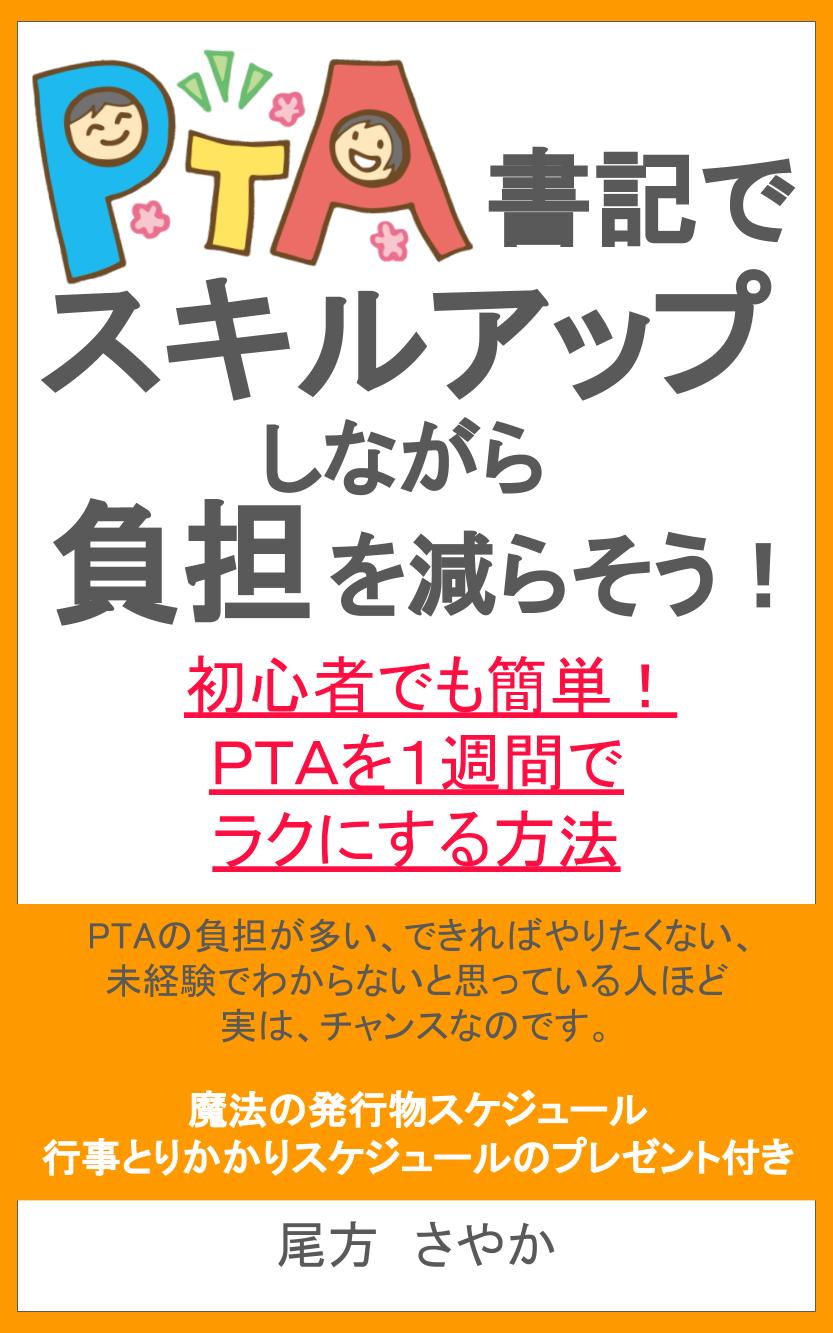 PTA書記で
スキルアップ
しながら
負担を減らそう！
初心者でも簡単！
PTAを１週間で
ラクにする方法
PTAの負担が多い、できればやりたくない、
未経験でわからないと思っている人ほど
実は、チャンスなのです。
魔法の発行物スケジュール
行事とりかかりスケジュールのプレゼント付き
尾方　さやか